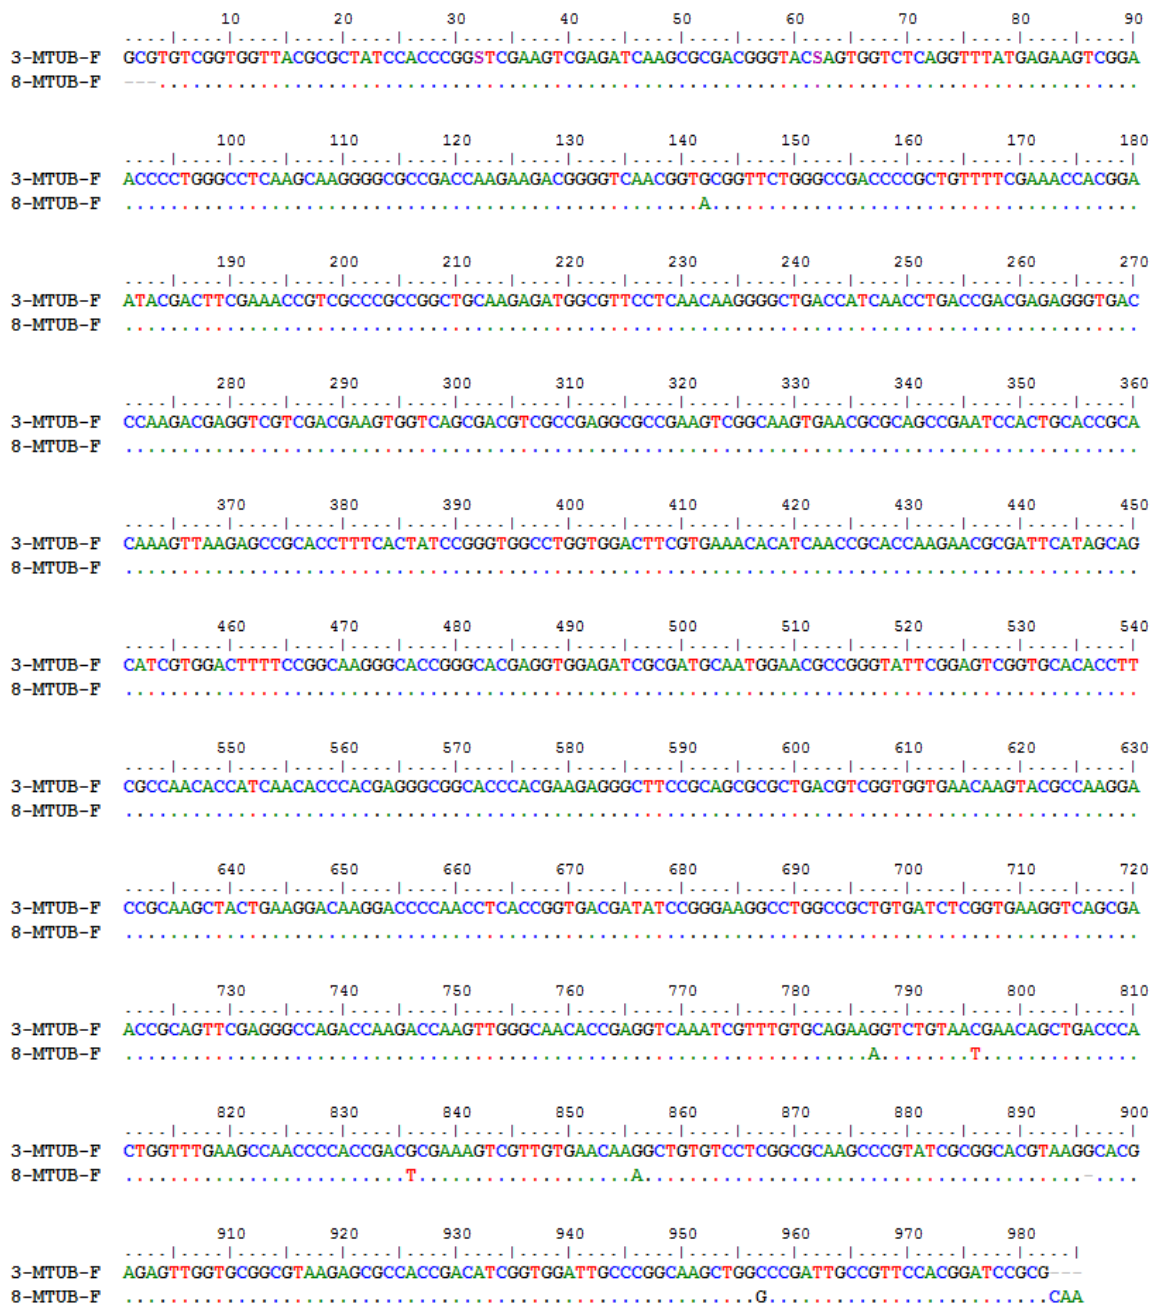 10 20 30 40 50 60 70 80 90
....|....|....|....|....|....|....|....|....|....|....|....|....|....|....|....|....|....|
3-MTUB-F GCGTGTCGGTGGTTACGCGCTATCCACCCGGSTCGAAGTCGAGATCAAGCGCGACGGGTACSAGTGGTCTCAGGTTTATGAGAAGTCGGA
8-MTUB-F ---.......................................................................................
100 110 120 130 140 150 160 170 180
....|....|....|....|....|....|....|....|....|....|....|....|....|....|....|....|....|....|
3-MTUB-F ACCCCTGGGCCTCAAGCAAGGGGCGCCGACCAAGAAGACGGGGTCAACGGTGCGGTTCTGGGCCGACCCCGCTGTTTTCGAAACCACGGA
8-MTUB-F ...................................................A......................................
190 200 210 220 230 240 250 260 270
....|....|....|....|....|....|....|....|....|....|....|....|....|....|....|....|....|....|
3-MTUB-F ATACGACTTCGAAACCGTCGCCCGCCGGCTGCAAGAGATGGCGTTCCTCAACAAGGGGCTGACCATCAACCTGACCGACGAGAGGGTGAC
8-MTUB-F ..........................................................................................
280 290 300 310 320 330 340 350 360
....|....|....|....|....|....|....|....|....|....|....|....|....|....|....|....|....|....|
3-MTUB-F CCAAGACGAGGTCGTCGACGAAGTGGTCAGCGACGTCGCCGAGGCGCCGAAGTCGGCAAGTGAACGCGCAGCCGAATCCACTGCACCGCA
8-MTUB-F ..........................................................................................
370 380 390 400 410 420 430 440 450
....|....|....|....|....|....|....|....|....|....|....|....|....|....|....|....|....|....|
3-MTUB-F CAAAGTTAAGAGCCGCACCTTTCACTATCCGGGTGGCCTGGTGGACTTCGTGAAACACATCAACCGCACCAAGAACGCGATTCATAGCAG
8-MTUB-F ..........................................................................................
460 470 480 490 500 510 520 530 540
....|....|....|....|....|....|....|....|....|....|....|....|....|....|....|....|....|....|
3-MTUB-F CATCGTGGACTTTTCCGGCAAGGGCACCGGGCACGAGGTGGAGATCGCGATGCAATGGAACGCCGGGTATTCGGAGTCGGTGCACACCTT
8-MTUB-F ..........................................................................................
550 560 570 580 590 600 610 620 630
....|....|....|....|....|....|....|....|....|....|....|....|....|....|....|....|....|....|
3-MTUB-F CGCCAACACCATCAACACCCACGAGGGCGGCACCCACGAAGAGGGCTTCCGCAGCGCGCTGACGTCGGTGGTGAACAAGTACGCCAAGGA
8-MTUB-F ..........................................................................................
640 650 660 670 680 690 700 710 720
....|....|....|....|....|....|....|....|....|....|....|....|....|....|....|....|....|....|
3-MTUB-F CCGCAAGCTACTGAAGGACAAGGACCCCAACCTCACCGGTGACGATATCCGGGAAGGCCTGGCCGCTGTGATCTCGGTGAAGGTCAGCGA
8-MTUB-F ..........................................................................................
730 740 750 760 770 780 790 800 810
....|....|....|....|....|....|....|....|....|....|....|....|....|....|....|....|....|....|
3-MTUB-F ACCGCAGTTCGAGGGCCAGACCAAGACCAAGTTGGGCAACACCGAGGTCAAATCGTTTGTGCAGAAGGTCTGTAACGAACAGCTGACCCA
8-MTUB-F ..................................................................A........T..............
820 830 840 850 860 870 880 890 900
....|....|....|....|....|....|....|....|....|....|....|....|....|....|....|....|....|....|
3-MTUB-F CTGGTTTGAAGCCAACCCCACCGACGCGAAAGTCGTTGTGAACAAGGCTGTGTCCTCGGCGCAAGCCCGTATCGCGGCACGTAAGGCACG
8-MTUB-F .........................T...................A.......................................-....
910 920 930 940 950 960 970 980
....|....|....|....|....|....|....|....|....|....|....|....|....|....|....|....|....|
3-MTUB-F AGAGTTGGTGCGGCGTAAGAGCGCCACCGACATCGGTGGATTGCCCGGCAAGCTGGCCCGATTGCCGTTCCACGGATCCGCG---
8-MTUB-F ........................................................G.........................CAA